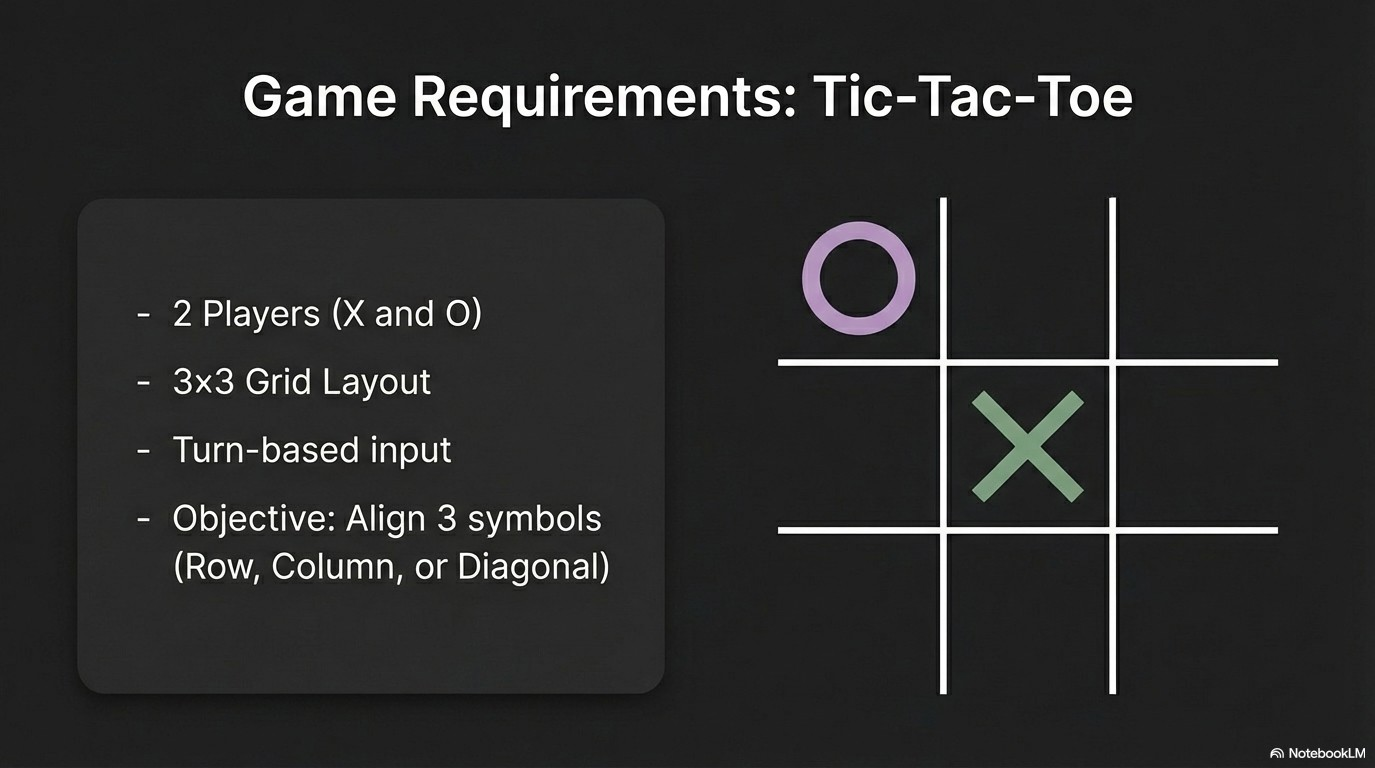 Game Requirements: Tic-Tac-Toe
- 2 Players (X and O)
- 3×3 Grid Layout
- Turn-based input
- Objective: Align 3 symbols
(Row, Column, or Diagonal)
O
X
NotebookLM